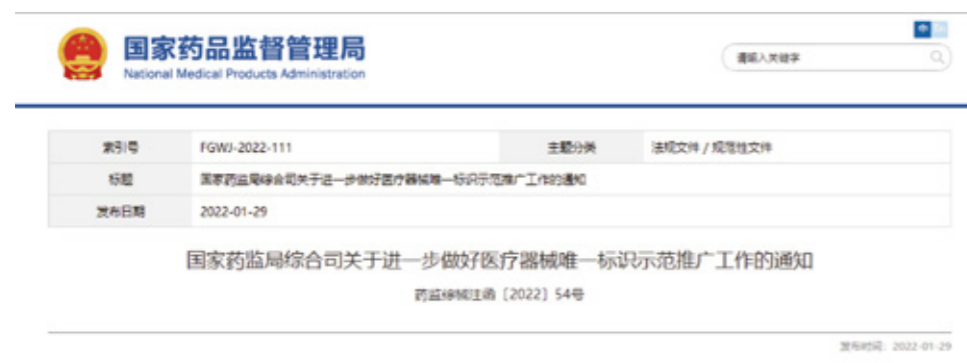 国家药品监督管理局
National Medical Products Administration
中
请输入关键字
索引号 FGWJ-2022-111 主题分类 法规文件 / 规范性文件
标题 国家药监局综合司关于进一步做好医疗器械唯一标识示范推广工作的通知
发布日期 2022-01-29
国家药监局综合司关于进一步做好医疗器械唯一标识示范推广工作的通知
药监综械注函〔2022〕54号
发布时间：2022-01-29